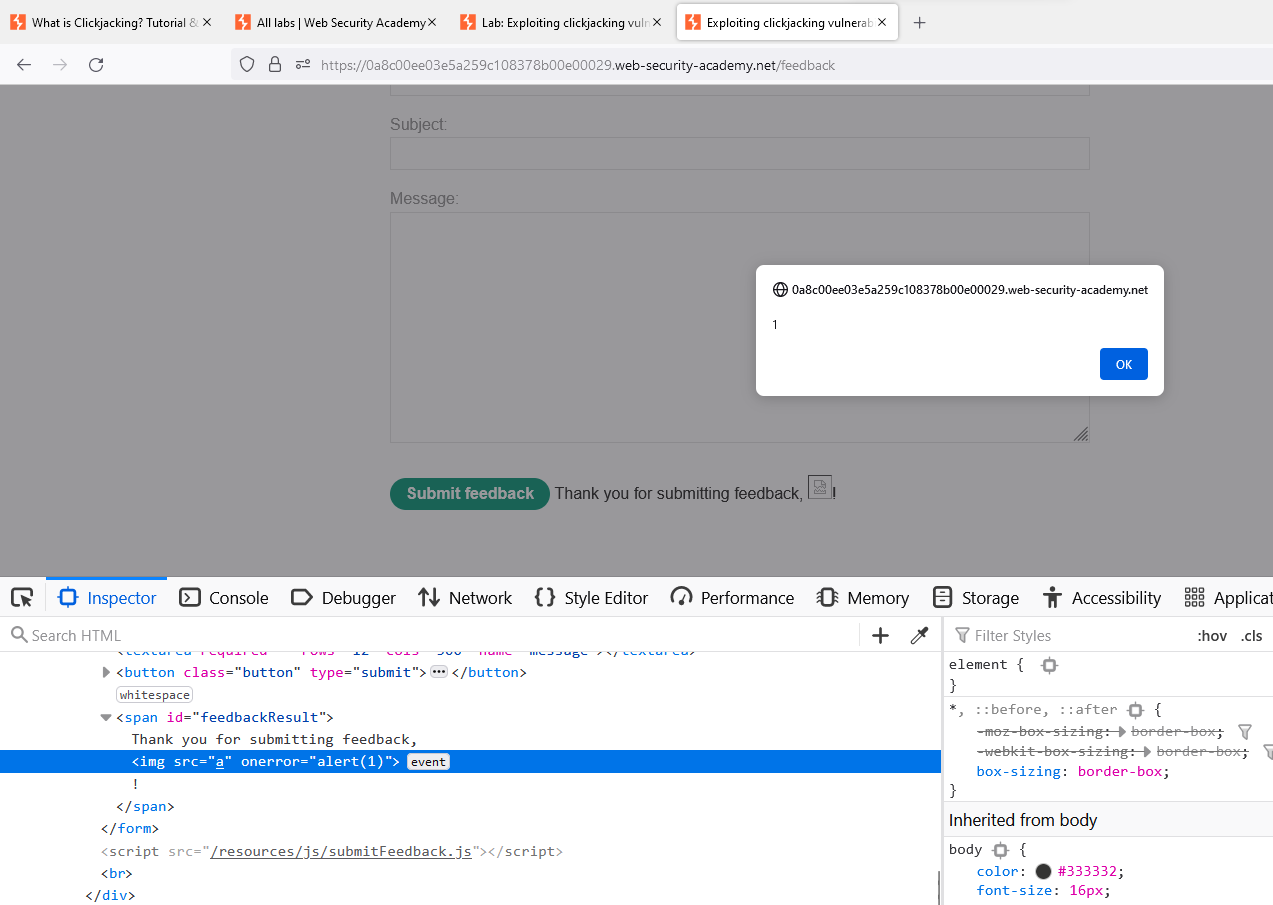 What is Clickjacking? Tutorial &
All labs | Web Security Academy
Lab: Exploiting clickjacking vuln
Exploiting clickjacking vulnerab
https://0a8c00ee03e5a259c108378b00e00029.web-security-academy.net/feedback
Subject:
Message:
0a8c00ee03e5a259c108378b00e00029.web-security-academy.net
1
OK
Submit feedback Thank you for submitting feedback, !
Inspector Console Debugger Network {} Style Editor Performance Memory Storage Accessibility Applicat
Search HTML
Filter Styles :hov .cls
<textarea required rows "12" cols "300" name "message"></textarea>
<button class="button" type="submit"> ••• </button>
whitespace
<span id="feedbackResult">
Thank you for submitting feedback,
<img src="a" onerror="alert(1)"> event
!
</span>
</form>
<script src="/resources/js/submitFeedback.js"></script>
<br>
</div>
element {
}
*, ::before, ::after {
-moz-box-sizing: border-box;
-webkit-box-sizing: border-box;
box-sizing: border-box;
}
Inherited from body
body {
color: #333332;
font-size: 16px;